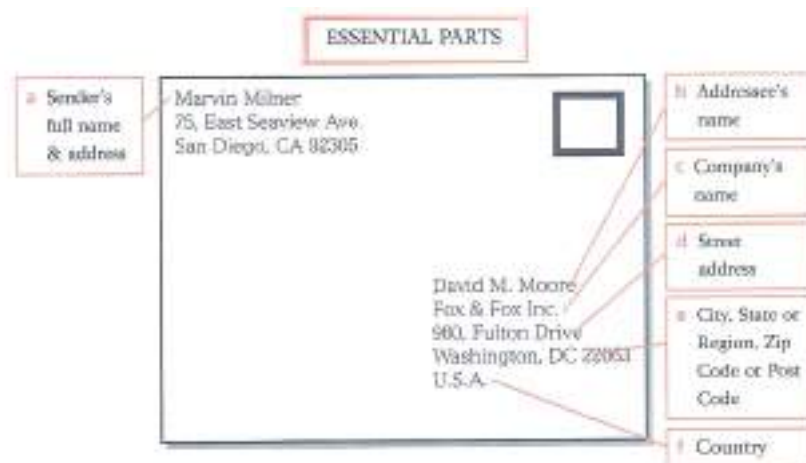 ESSENTIAL PARTS
a Sender's
full name
& address
Marvin Milner
75, East Seaview Ave
San Diego, CA 92305
David M. Moore
Fox & Fox Inc.
980, Fulton Drive
Washington, DC 22063
U.S.A.
b Addressee's
name
c Company's
name
d Street
address
e City, State or
Region, Zip
Code or Post
Code
f Country